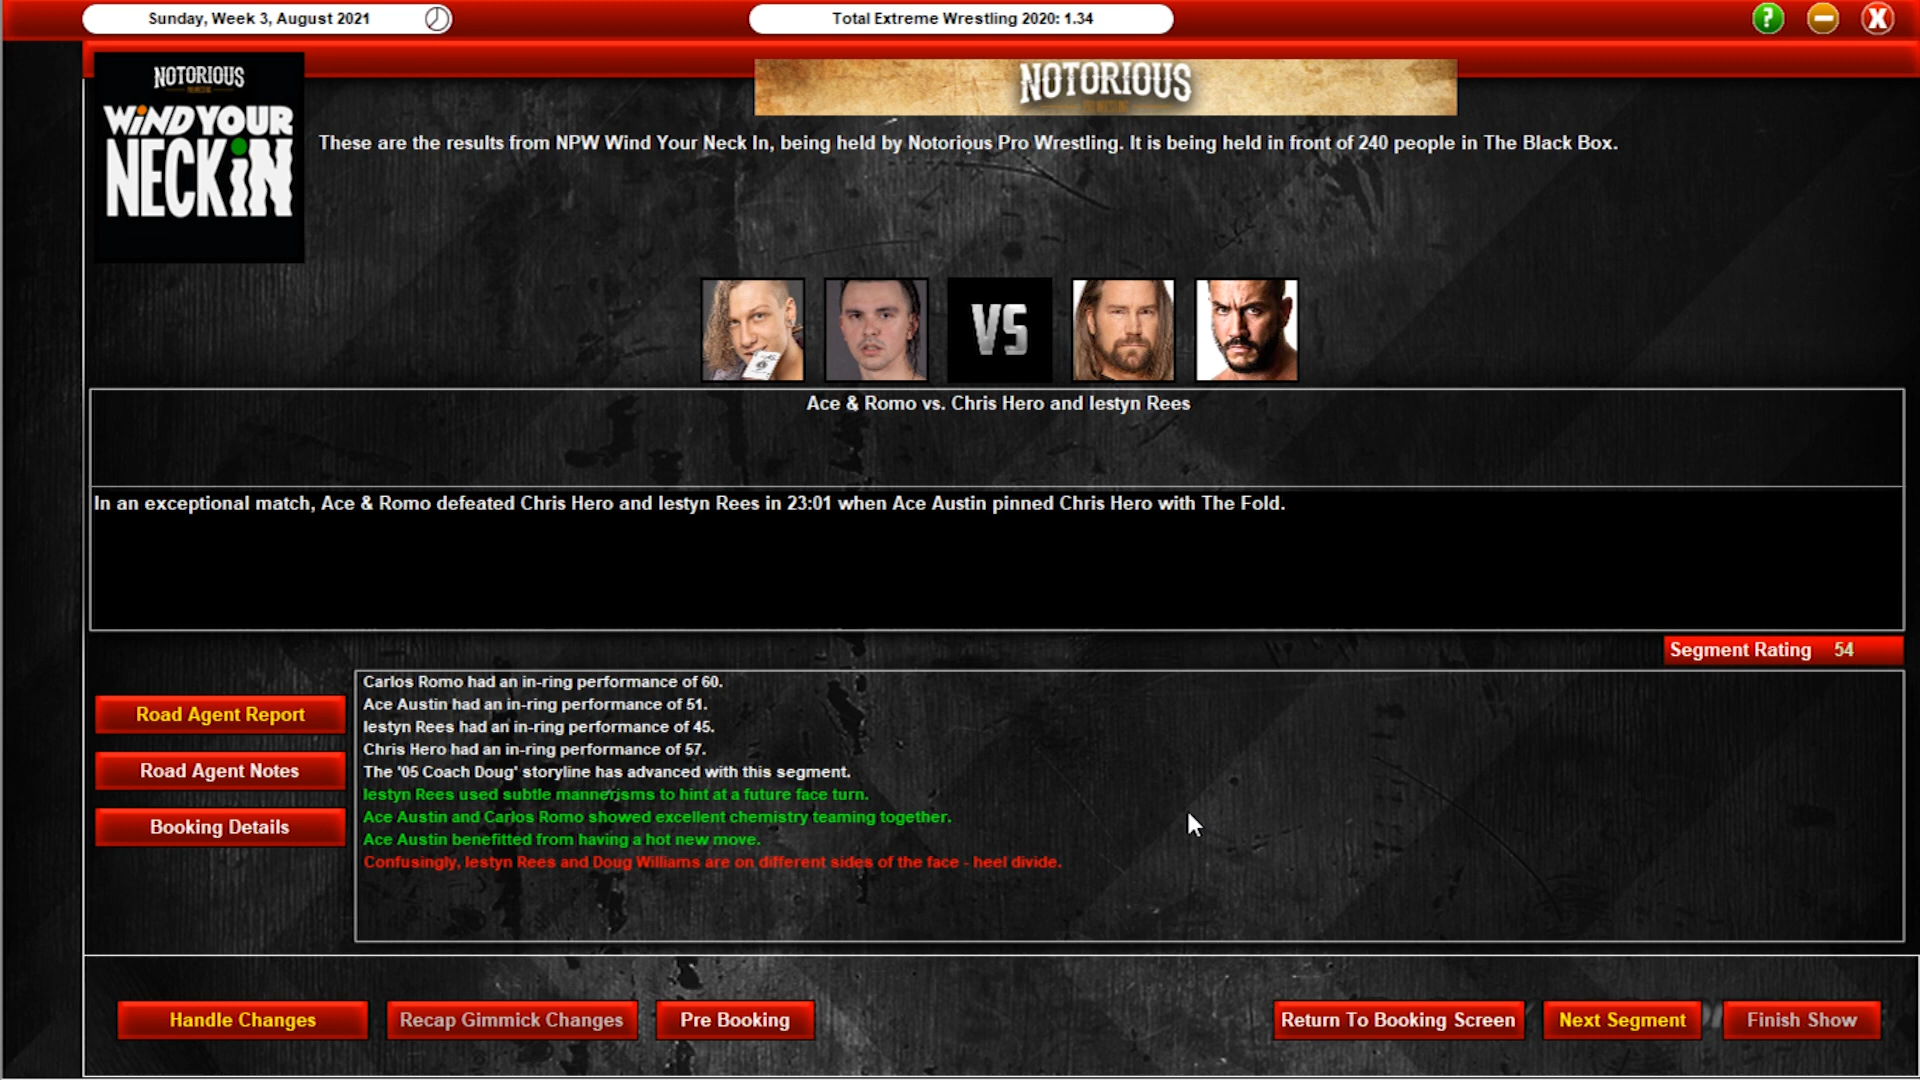 Sunday, Week 3, August 2021
Total Extreme Wrestling 2020: 1.34
NOTORIOUS
WIND YOUR
NECK IN
NOTORIOUS
These are the results from NPW Wind Your Neck In, being held by Notorious Pro Wrestling. It is being held in front of 240 people in The Black Box.
VS
Ace & Romo vs. Chris Hero and Iestyn Rees
In an exceptional match, Ace & Romo defeated Chris Hero and Iestyn Rees in 23:01 when Ace Austin pinned Chris Hero with The Fold.
Segment Rating 54
Road Agent Report
Road Agent Notes
Booking Details
Carlos Romo had an in-ring performance of 60.
Ace Austin had an in-ring performance of 51.
Iestyn Rees had an in-ring performance of 45.
Chris Hero had an in-ring performance of 57.
The '05 Coach Doug' storyline has advanced with this segment.
Iestyn Rees used subtle mannerisms to hint at a future face turn.
Ace Austin and Carlos Romo showed excellent chemistry teaming together.
Ace Austin benefitted from having a hot new move.
Confusingly, Iestyn Rees and Doug Williams are on different sides of the face - heel divide.
Handle Changes
Recap Gimmick Changes
Pre Booking
Return To Booking Screen
Next Segment
Finish Show